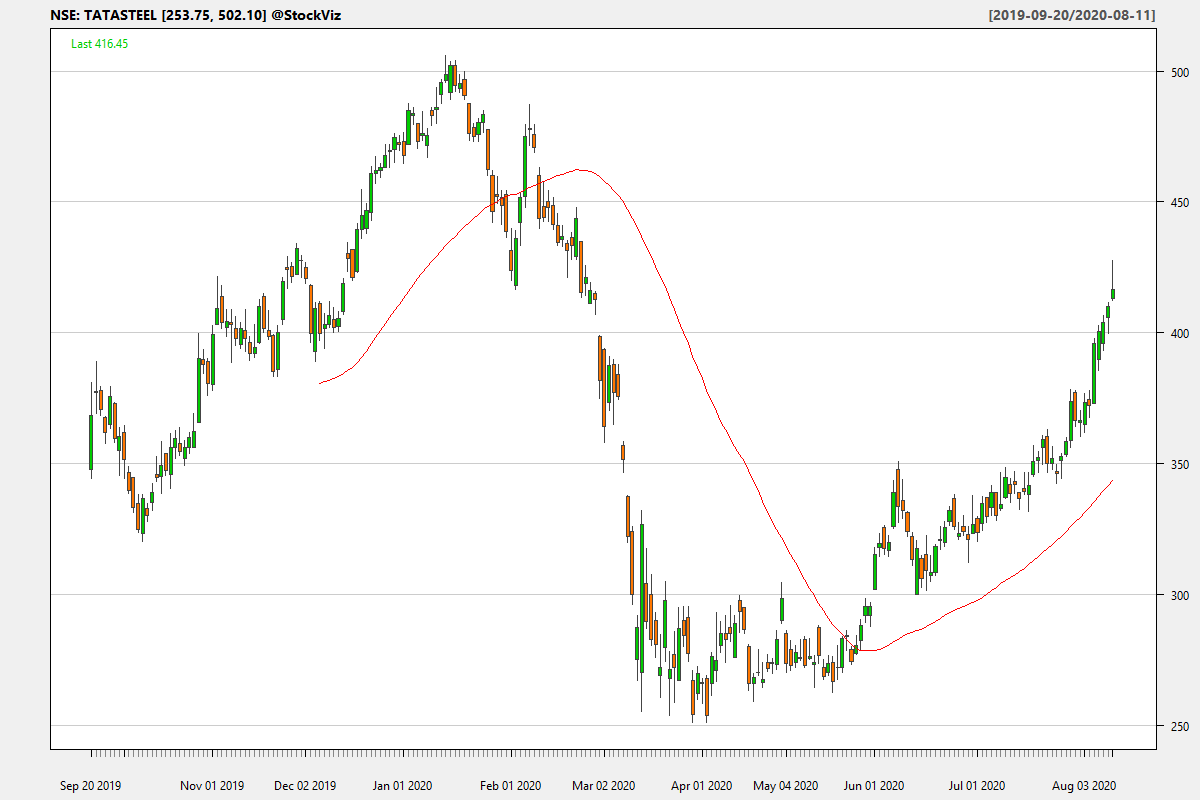 NSE: TATASTEEL [253.75, 502.10] @StockViz [2019-09-20/2020-08-11]
Last 416.45
500
450
400
350
300
250
Sep 20 2019 Nov 01 2019 Dec 02 2019 Jan 01 2020 Feb 01 2020 Mar 02 2020 Apr 01 2020 May 04 2020 Jun 01 2020 Jul 01 2020 Aug 03 2020